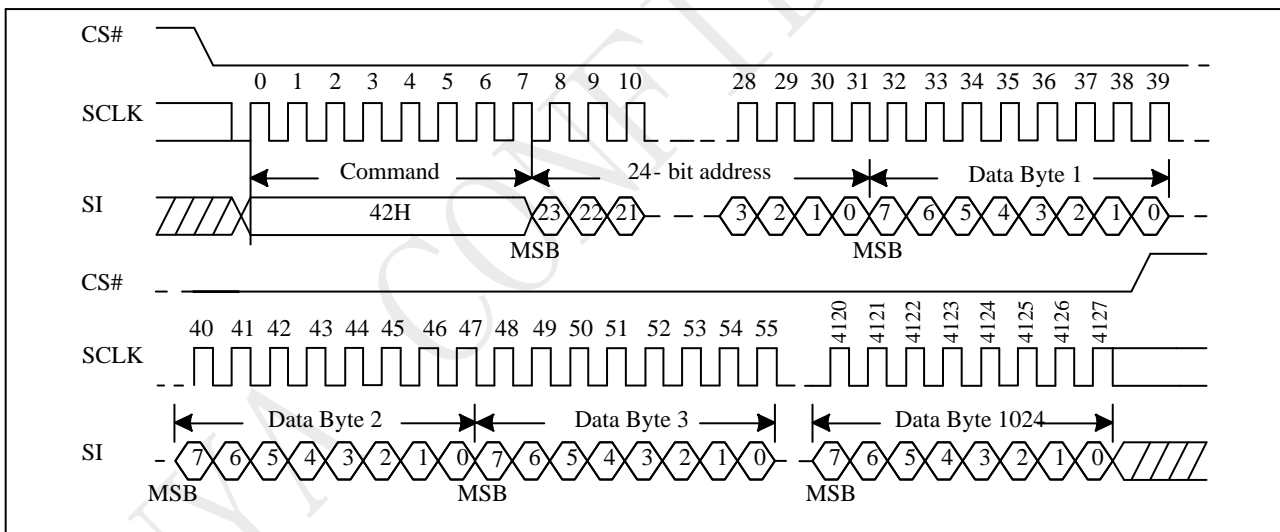 CS#
0 1 2 3 4 5 6 7 8 9 10 28 29 30 31 32 33 34 35 36 37 38 39
SCLK
Command 24- bit address Data Byte 1
SI 42H 23 22 21 3 2 1 0 7 6 5 4 3 2 1 0
MSB MSB
CS#
40 41 42 43 44 45 46 47 48 49 50 51 52 53 54 55 4120 4121 4122 4123 4124 4125 4126 4127
SCLK
Data Byte 2 Data Byte 3 Data Byte 1024
SI 7 6 5 4 3 2 1 0 7 6 5 4 3 2 1 0 7 6 5 4 3 2 1 0
MSB MSB MSB